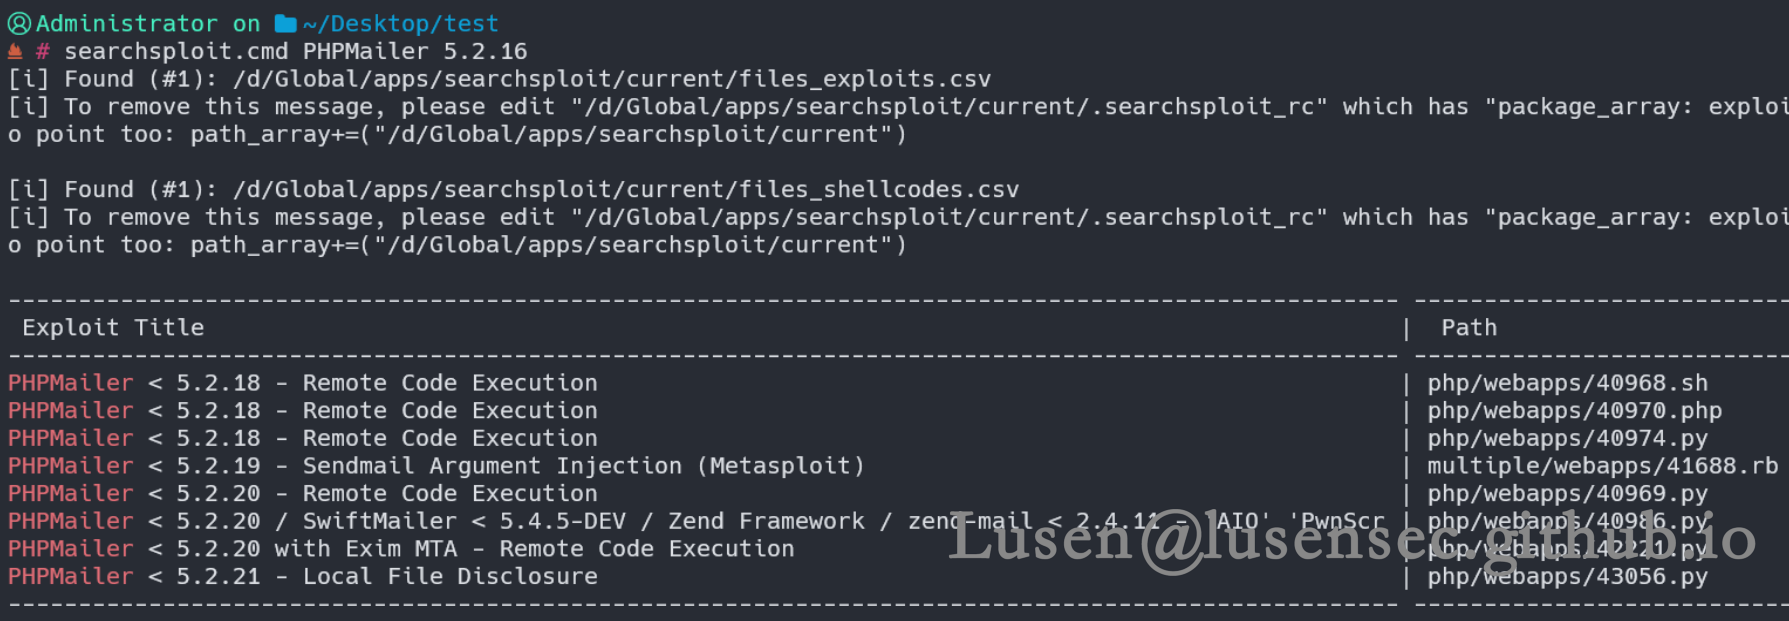 Administrator on ~/Desktop/test
# searchsploit.cmd PHPMailer 5.2.16
[i] Found (#1): /d/Global/apps/searchsploit/current/files_exploits.csv
[i] To remove this message, please edit "/d/Global/apps/searchsploit/current/.searchsploit_rc" which has "package_array: exploi
o point too: path_array+=("/d/Global/apps/searchsploit/current")
[i] Found (#1): /d/Global/apps/searchsploit/current/files_shellcodes.csv
[i] To remove this message, please edit "/d/Global/apps/searchsploit/current/.searchsploit_rc" which has "package_array: exploi
o point too: path_array+=("/d/Global/apps/searchsploit/current")
Exploit Title | Path
PHPMailer < 5.2.18 - Remote Code Execution | php/webapps/40968.sh
PHPMailer < 5.2.18 - Remote Code Execution | php/webapps/40970.php
PHPMailer < 5.2.18 - Remote Code Execution | php/webapps/40974.py
PHPMailer < 5.2.19 - Sendmail Argument Injection (Metasploit) | multiple/webapps/41688.rb
PHPMailer < 5.2.20 - Remote Code Execution | php/webapps/40969.py
PHPMailer < 5.2.20 / SwiftMailer < 5.4.5-DEV / Zend Framework / zend-mail < 2.4.11 - 'AIO' 'PwnScr | php/webapps/40986.py
PHPMailer < 5.2.20 with Exim MTA - Remote Code Execution | php/webapps/42221.py
PHPMailer < 5.2.21 - Local File Disclosure | php/webapps/43056.py
Lusen@lusensec.github.io